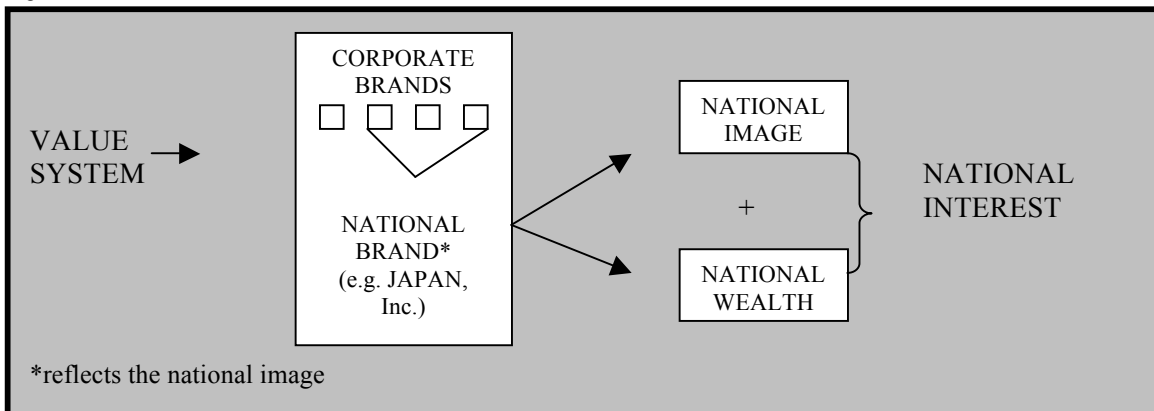 CORPORATE
BRANDS
VALUE
SYSTEM
NATIONAL
BRAND*
(e.g. JAPAN,
Inc.)
NATIONAL
IMAGE
+
NATIONAL
WEALTH
NATIONAL
INTEREST
*reflects the national image